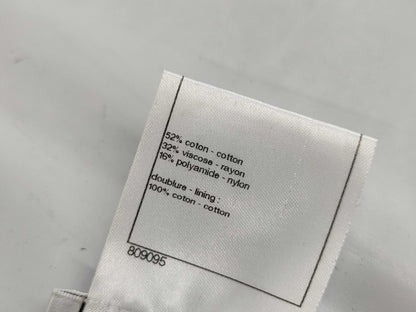 52% coton - cotton
32% viscose - rayon
16% polyamide - nylon
doublure - lining :
100% coton - cotton
809095